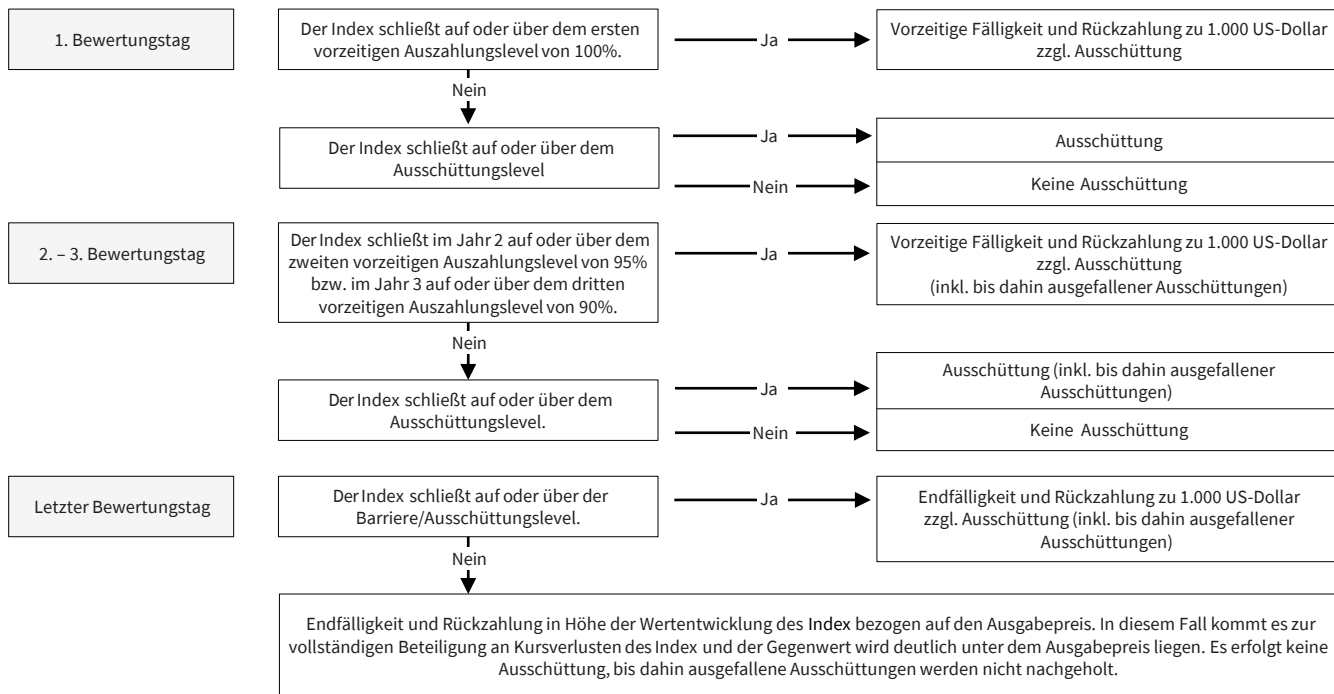 1. Bewertungstag
Der Index schließt auf oder über dem ersten
vorzeitigen Auszahlungslevel von 100%.
Ja
Vorzeitige Fälligkeit und Rückzahlung zu 1.000 US-Dollar
zzgl. Ausschüttung
Nein
Der Index schließt auf oder über dem
Ausschüttungslevel
Ja
Ausschüttung
Nein
Keine Ausschüttung
2. – 3. Bewertungstag
Der Index schließt im Jahr 2 auf oder über dem
zweiten vorzeitigen Auszahlungslevel von 95%
bzw. im Jahr 3 auf oder über dem dritten
vorzeitigen Auszahlungslevel von 90%.
Ja
Vorzeitige Fälligkeit und Rückzahlung zu 1.000 US-Dollar
zzgl. Ausschüttung
(inkl. bis dahin ausgefallener Ausschüttungen)
Nein
Der Index schließt auf oder über dem
Ausschüttungslevel.
Ja
Ausschüttung (inkl. bis dahin ausgefallener
Ausschüttungen)
Nein
Keine Ausschüttung
Letzter Bewertungstag
Der Index schließt auf oder über der
Barriere/Ausschüttungslevel.
Ja
Endfälligkeit und Rückzahlung zu 1.000 US-Dollar
zzgl. Ausschüttung (inkl. bis dahin ausgefallener
Ausschüttungen)
Nein
Endfälligkeit und Rückzahlung in Höhe der Wertentwicklung des Index bezogen auf den Ausgabepreis. In diesem Fall kommt es zur
vollständigen Beteiligung an Kursverlusten des Index und der Gegenwert wird deutlich unter dem Ausgabepreis liegen. Es erfolgt keine
Ausschüttung, bis dahin ausgefallene Ausschüttungen werden nicht nachgeholt.